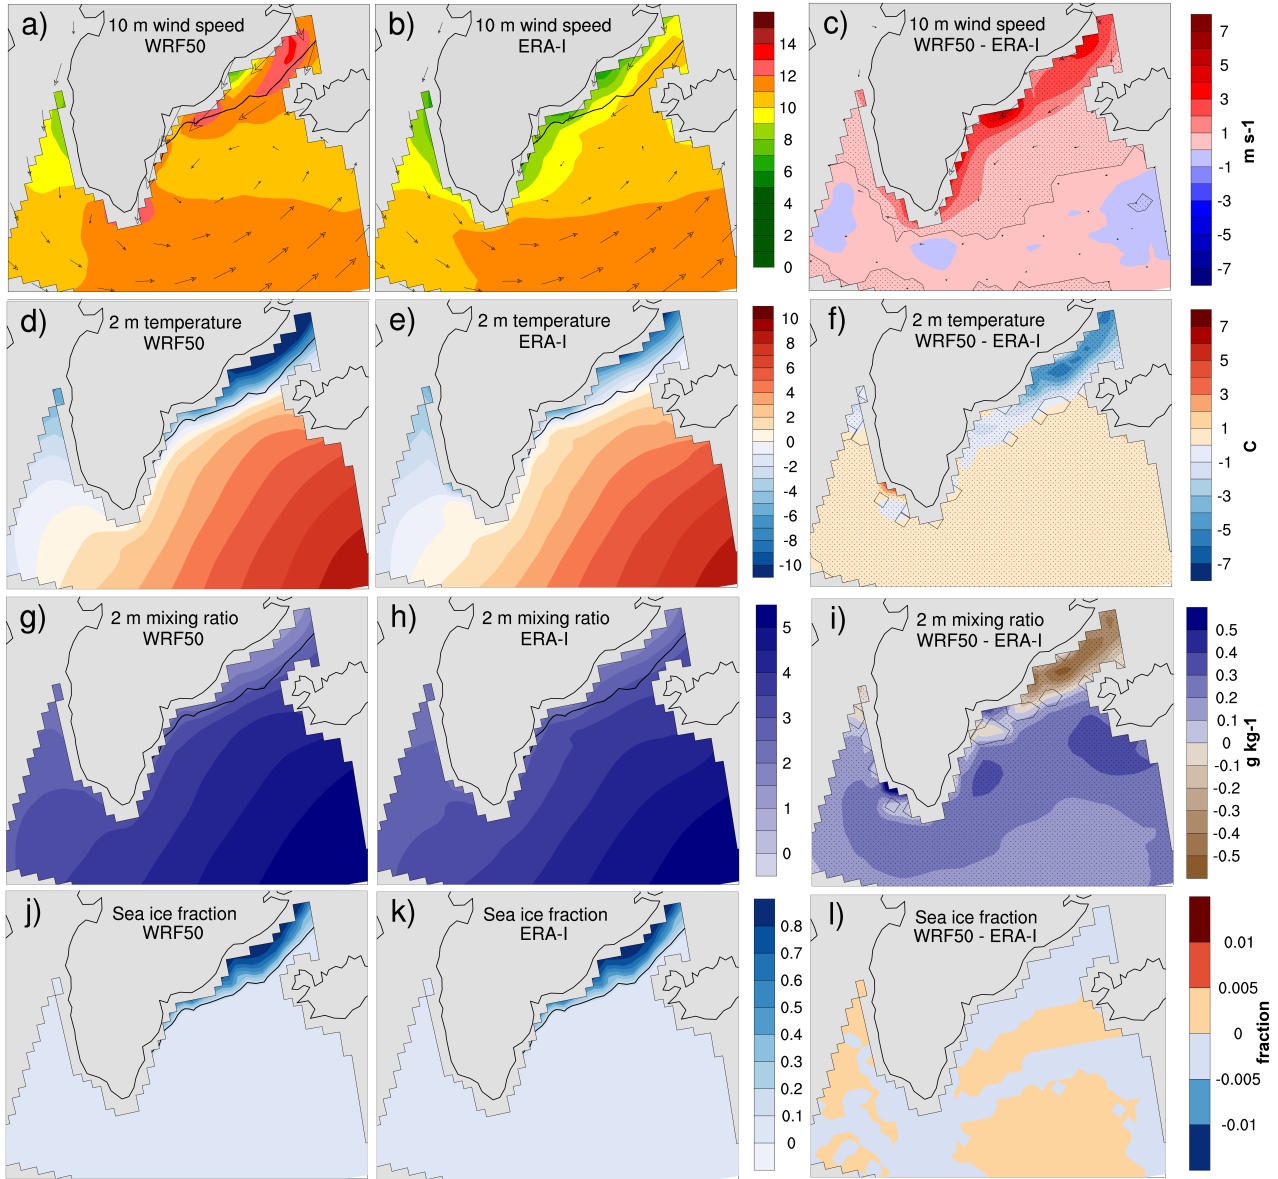 a)
10 m wind speed
WRF50
b)
10 m wind speed
ERA-I
14
12
10
8
6
4
2
0
c)
10 m wind speed
WRF50 - ERA-I
7
5
3
1
-1
-3
-5
-7
m s-1
d)
2 m temperature
WRF50
e)
2 m temperature
ERA-I
10
8
6
4
2
0
-2
-4
-6
-8
-10
f)
2 m temperature
WRF50 - ERA-I
7
5
3
1
-1
-3
-5
-7
C
g)
2 m mixing ratio
WRF50
h)
2 m mixing ratio
ERA-I
5
4
3
2
1
0
i)
2 m mixing ratio
WRF50 - ERA-I
0.5
0.4
0.3
0.2
0.1
0
-0.1
-0.2
-0.3
-0.4
-0.5
g kg-1
j)
Sea ice fraction
WRF50
k)
Sea ice fraction
ERA-I
0.8
0.7
0.6
0.5
0.4
0.3
0.2
0.1
0
l)
Sea ice fraction
WRF50 - ERA-I
0.01
0.005
0
-0.005
-0.01
fraction